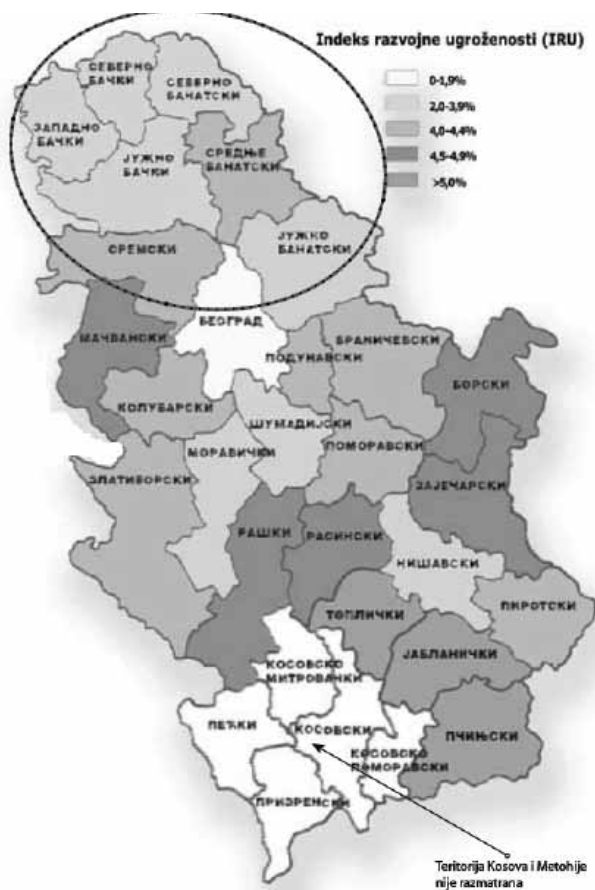 Indeks razvojne ugroženosti (IRU)
0-1,9%
2,0-3,9%
4,0-4,4%
4,5-4,9%
>5,0%
СЕВЕРНО
БАЧКИ
СЕВЕРНО
БАНАТСКИ
ЗАПАДНО
БАЧКИ
ЈУЖНО
БАЧКИ
СРЕДЊЕ
БАНАТСКИ
СРЕМСКИ
ЈУЖНО
БАНАТСКИ
БЕОГРАД
МАЧВАНСКИ
ПОДУНАВСКИ
БРАНИЧЕВСКИ
БОРСКИ
КОЛУБАРСКИ
ШУМАДИЈСКИ
МОРАВИЧКИ
ПОМОРАВСКИ
ЗЛАТИБОРСКИ
ЗАЈЕЧАРСКИ
РАШКИ
РАСИНСКИ
НИШАВСКИ
ПИРОТСКИ
ТОПЛИЧКИ
ЈАБЛАНИЧКИ
КОСОВСКО
МИТРОВАЧКИ
ПЕЋКИ
КОСОВСКИ
КОСОВСКО
ПОМОРАВСКИ
ПЧИЊСКИ
ПРИЗРЕНСКИ
Teritorija Kosova i Metohije
nije razmatrana